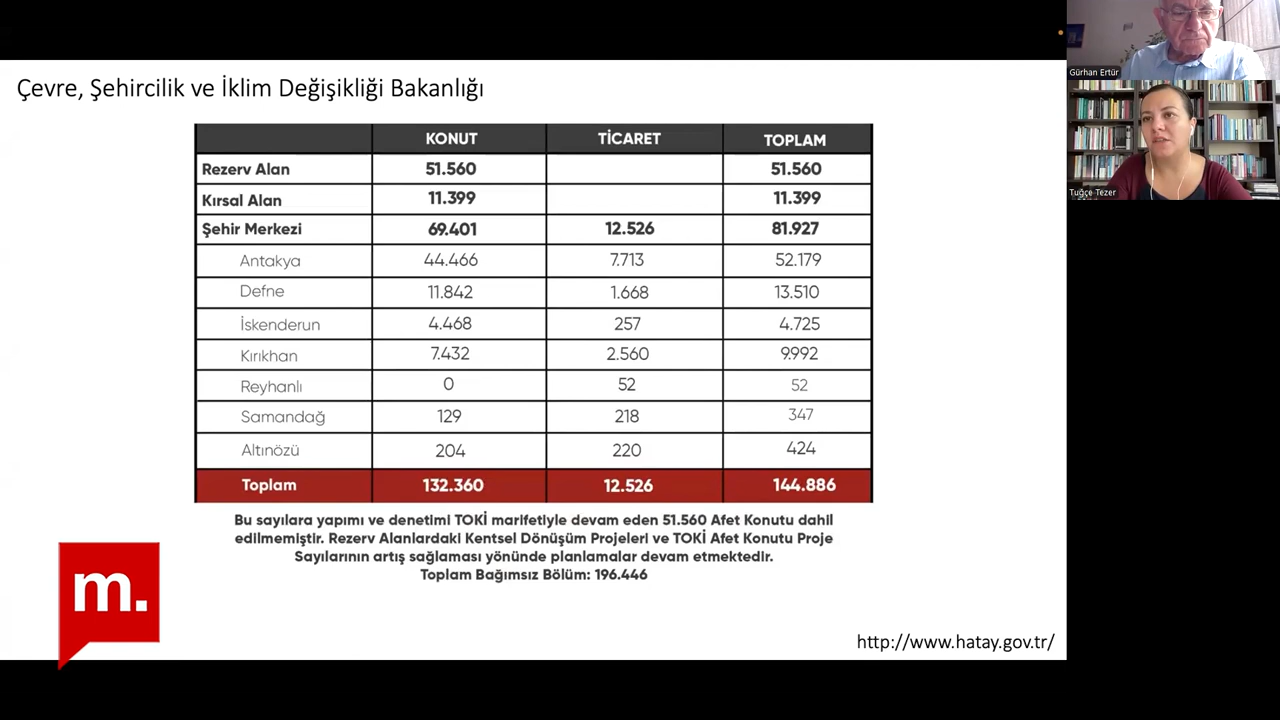 Çevre, Şehircilik ve İklim Değişikliği Bakanlığı
KONUT TİCARET TOPLAM
Rezerv Alan 51.560 51.560
Kırsal Alan 11.399 11.399
Şehir Merkezi 69.401 12.526 81.927
Antakya 44.466 7.713 52.179
Defne 11.842 1.668 13.510
İskenderun 4.468 257 4.725
Kırıkhan 7.432 2.560 9.992
Reyhanlı 0 52 52
Samandağ 129 218 347
Altınözü 204 220 424
Toplam 132.360 12.526 144.886
Bu sayılara yapımı ve denetimi TOKİ marifetiyle devam eden 51.560 Afet Konutu dahil
edilmemiştir. Rezerv Alanlardaki Kentsel Dönüşüm Projeleri ve TOKİ Afet Konutu Proje
Sayılarının artış sağlaması yönünde planlamalar devam etmektedir.
Toplam Bağımsız Bölüm: 196.446
m.
http://www.hatay.gov.tr/
Gürhan Ertür
Tuğçe Tezer